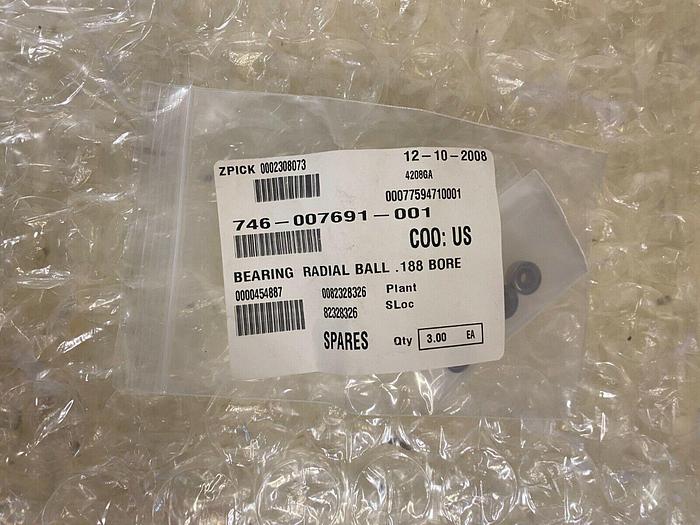 ZPICK 0002308073 12-10-2008
4208GA
00077594710001
746-007691-001
COO: US
BEARING RADIAL BALL .188 BORE
0000454887 0082328326 Plant
82328326 SLoc
SPARES Qty 3.00 EA